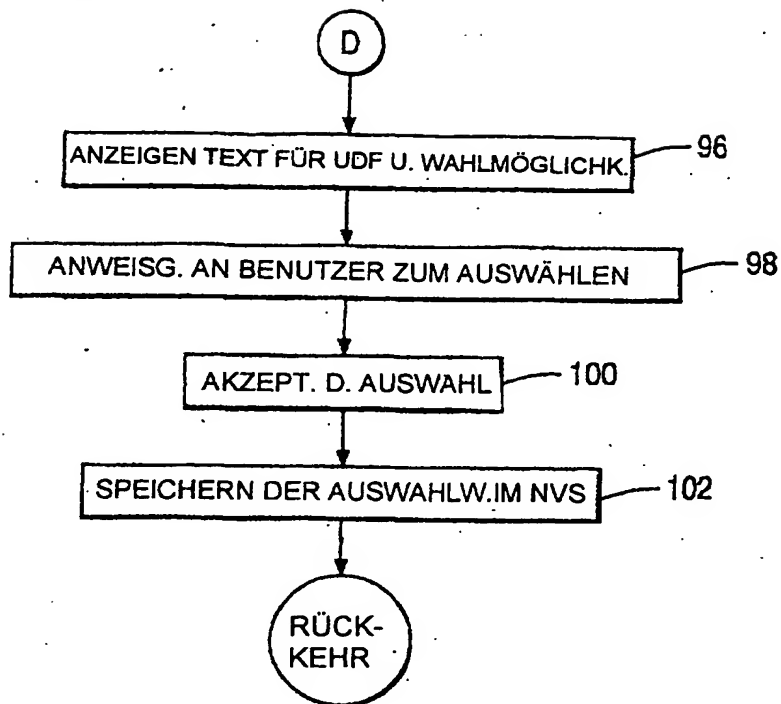 D
ANZEIGEN TEXT FÜR UDF U. WAHLMÖGLICHK.
96
ANWEISG. AN BENUTZER ZUM AUSWÄHLEN
98
AKZEPT. D. AUSWAHL
100
SPEICHERN DER AUSWAHLW.IM NVS
102
RÜCK-
KEHR